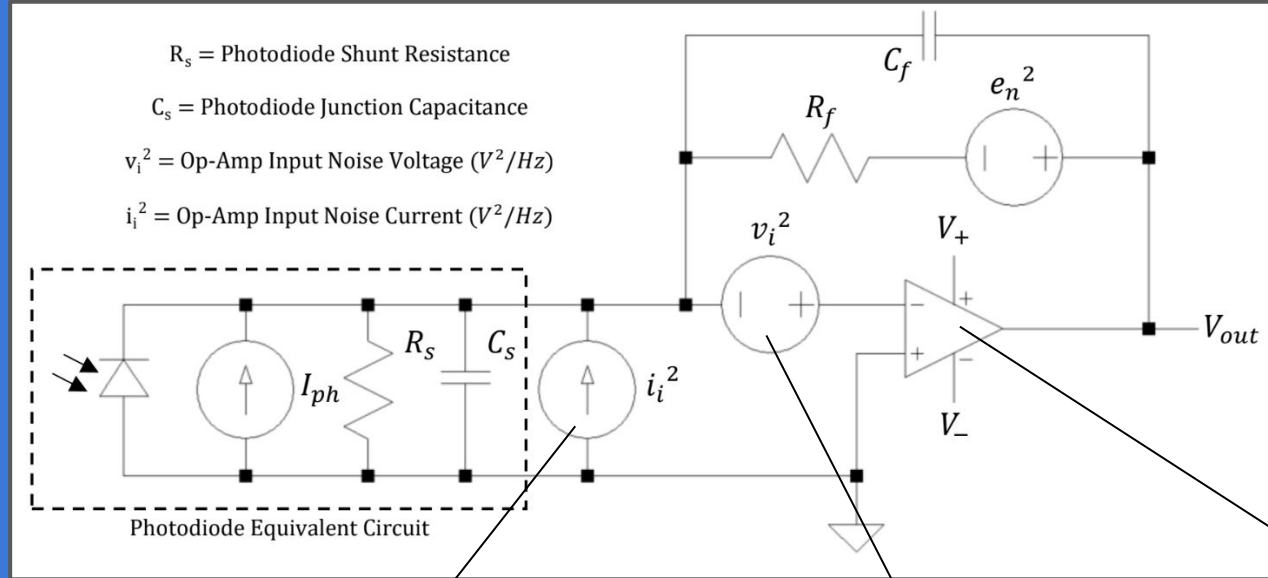 R_s = Photodiode Shunt Resistance
C_s = Photodiode Junction Capacitance
v_i^2 = Op-Amp Input Noise Voltage (V^2/Hz)
i_i^2 = Op-Amp Input Noise Current (V^2/Hz)
C_f
e_n^2
R_f
v_i^2
V_+
+
R_s
C_s
I_ph
i_i^2
V_out
V_−
Photodiode Equivalent Circuit